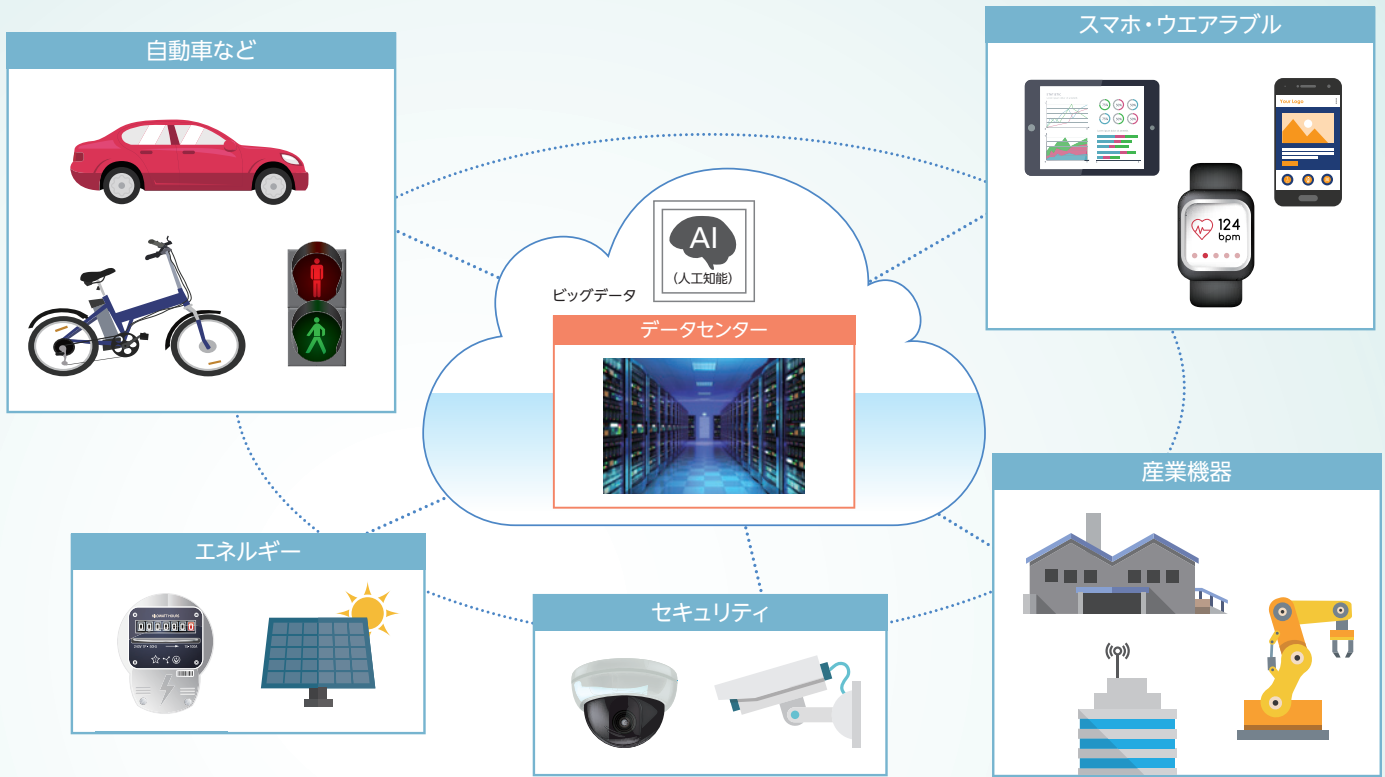 自動車など
スマホ・ウエアラブル
Your Logo
124
bpm
AI
(人工知能)
ビッグデータ
データセンター
産業機器
エネルギー
セキュリティ